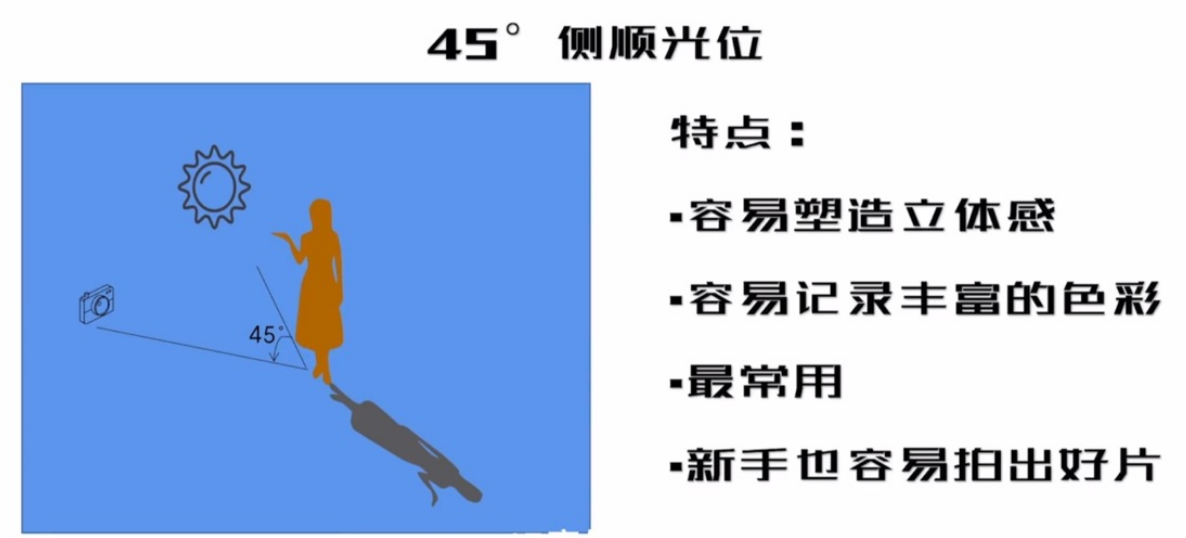 45° 侧顺光位
特点：
▪容易塑造立体感
▪容易记录丰富的色彩
▪最常用
▪新手也容易拍出好片
45°